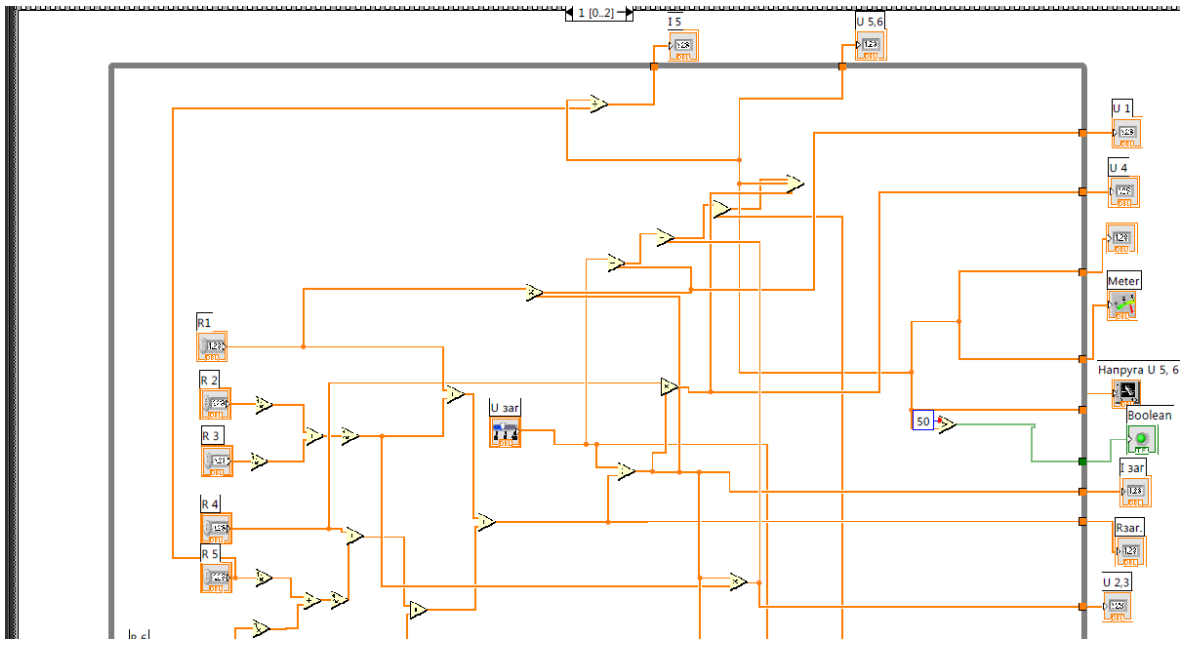 1 [0..2]
I 5
U 5,6
U 1
U 4
Meter
R1
R 2
Напруга U 5, 6
U заг
50
Boolean
R 3
I заг
R 4
Rзаг.
R 5
U 2,3
R 6